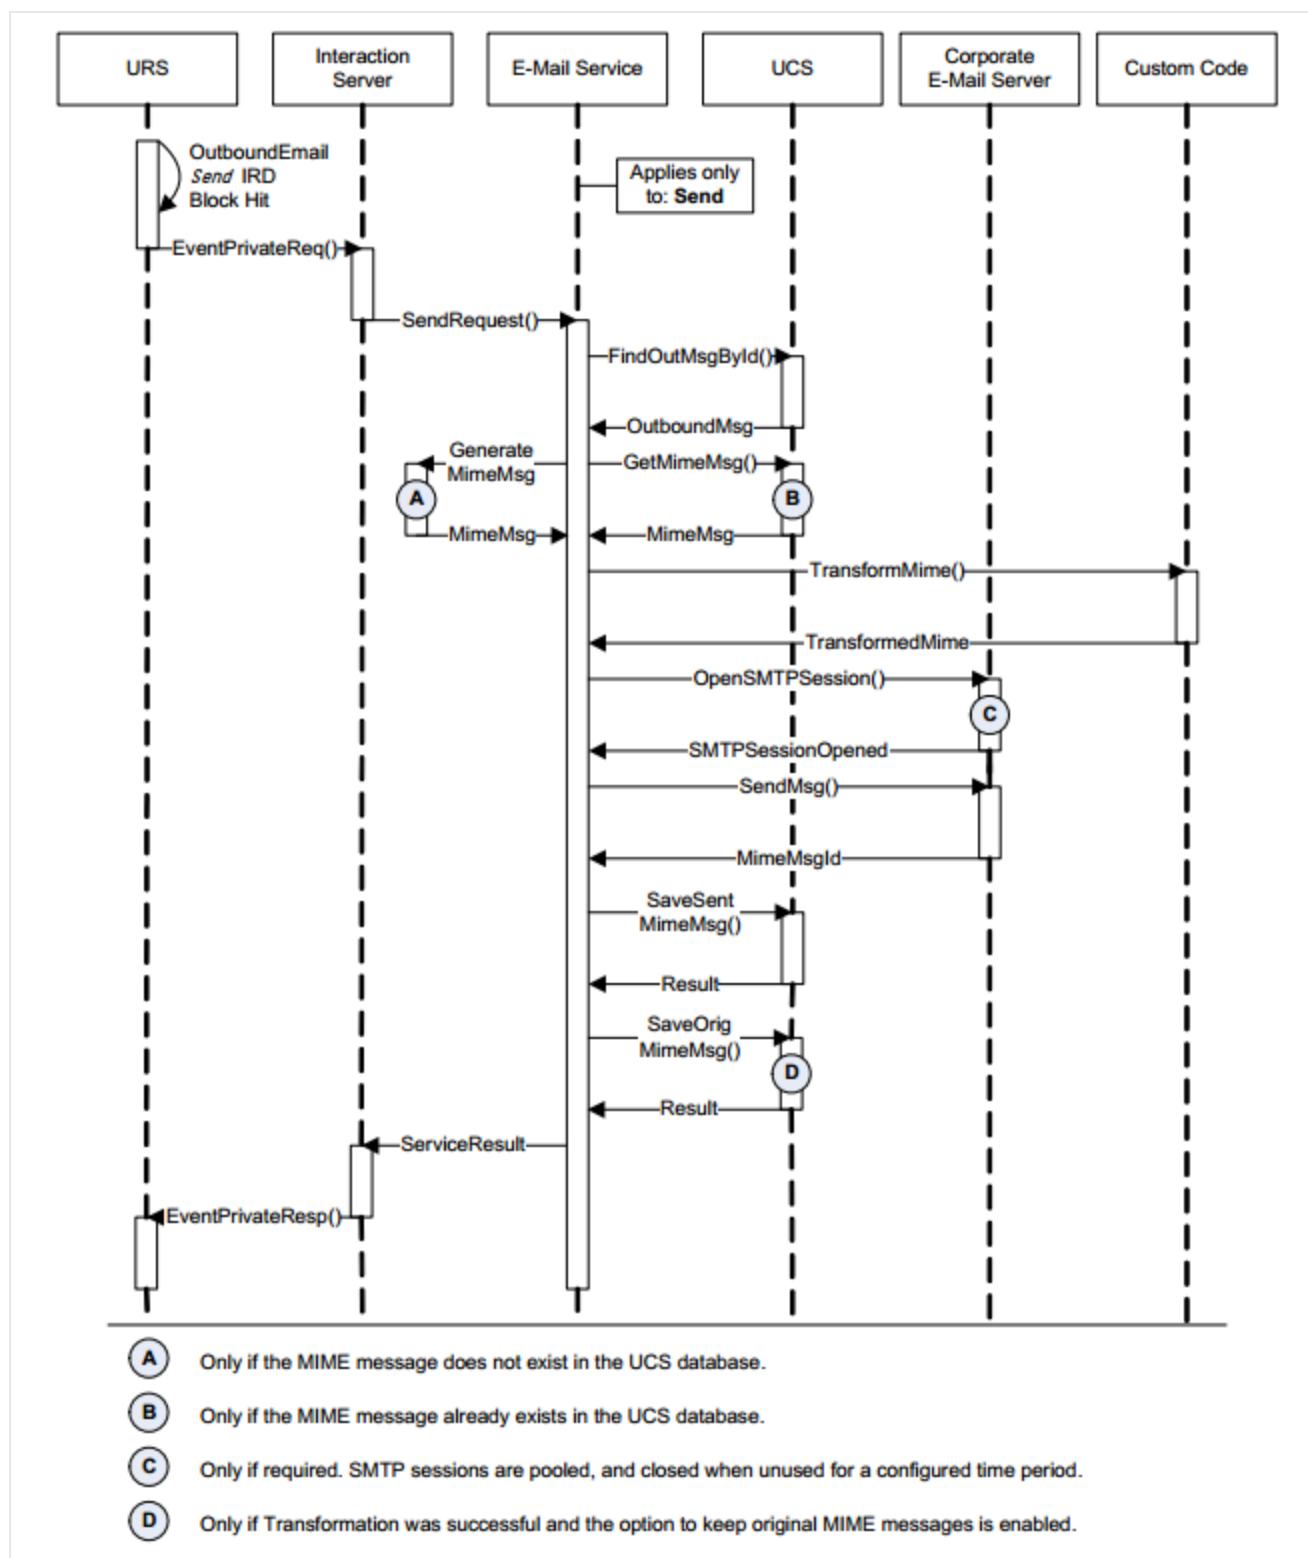 URS
Interaction
Server
E-Mail Service
UCS
Corporate
E-Mail Server
Custom Code
OutboundEmail
Send IRD
Block Hit
Applies only
to: Send
EventPrivateReq()
SendRequest()
FindOutMsgById()
OutboundMsg
Generate
MimeMsg
GetMimeMsg()
A
B
MimeMsg
MimeMsg
TransformMime()
TransformedMime
OpenSMTPSession()
C
SMTPSessionOpened
SendMsg()
MimeMsgId
SaveSent
MimeMsg()
Result
SaveOrig
MimeMsg()
D
Result
ServiceResult
EventPrivateResp()
A Only if the MIME message does not exist in the UCS database.
B Only if the MIME message already exists in the UCS database.
C Only if required. SMTP sessions are pooled, and closed when unused for a configured time period.
D Only if Transformation was successful and the option to keep original MIME messages is enabled.